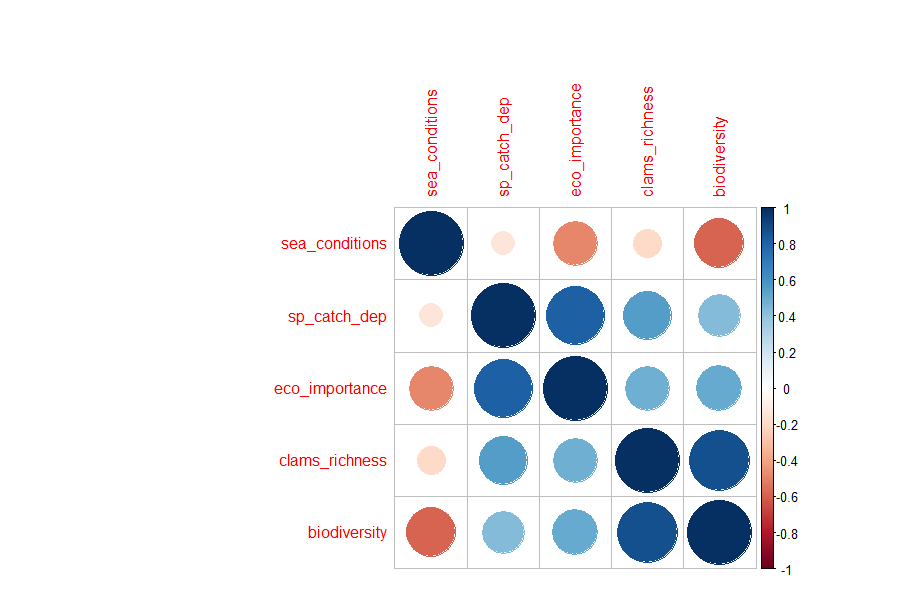 sea_conditions
sp_catch_dep
eco_importance
clams_richness
biodiversity
sea_conditions
sp_catch_dep
eco_importance
clams_richness
biodiversity
1
0.8
0.6
0.4
0.2
0
-0.2
-0.4
-0.6
-0.8
-1